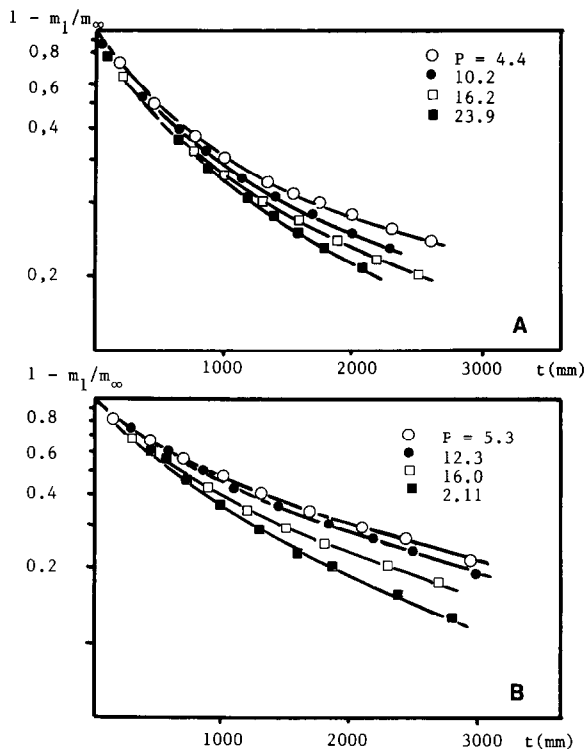 1 - m1/m∞
0,8
0,6
0,4
0,2
P = 4.4
10.2
16.2
23.9
A
1000
2000
3000
t(mm)
1 - m1/m∞
0.8
0.6
0.4
0.2
P = 5.3
12.3
16.0
2.11
B
1000
2000
3000
t(mm)